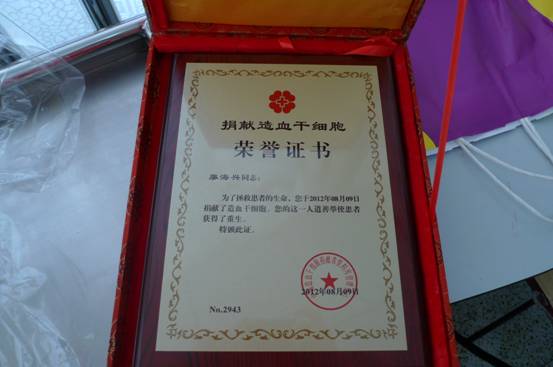 捐献造血干细胞
荣誉证书
廖海兴同志:
为了拯救患者的生命，您于2012年08月09日
捐献了造血干细胞。您的这一人道善举使患者
获得了重生。
特颁此证。
2012年08月09日
No.2943